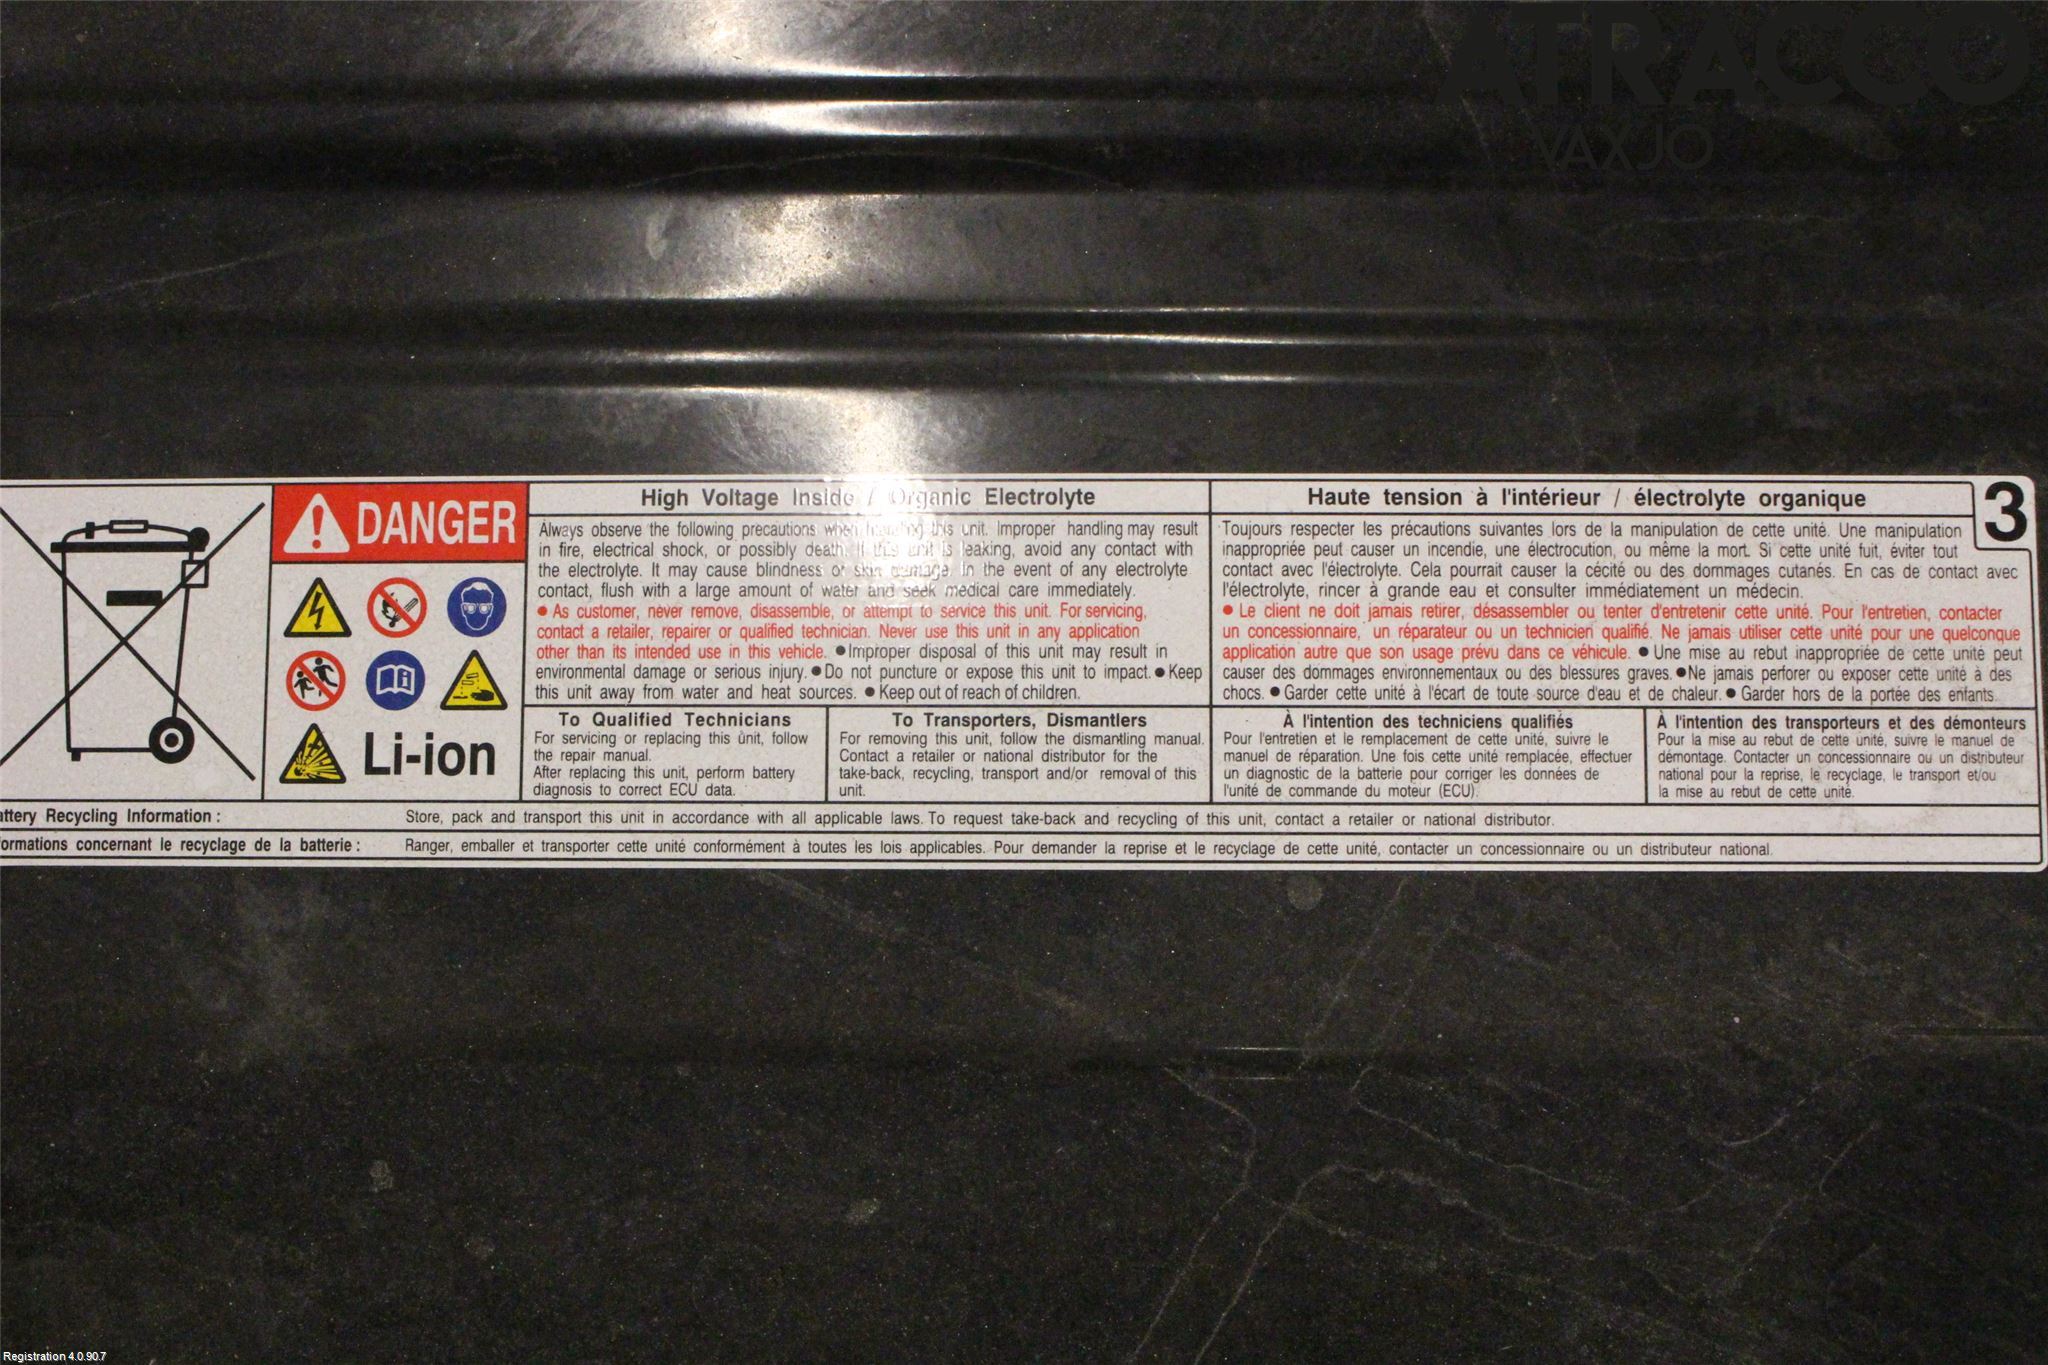 ATRACCO
VAXJO
DANGER
Li-ion
High Voltage Inside / Organic Electrolyte
Always observe the following precautions when handling this unit. Improper handling may result
in fire, electrical shock, or possibly death. If this unit is leaking, avoid any contact with
the electrolyte. It may cause blindness or skin damage. In the event of any electrolyte
contact, flush with a large amount of water and seek medical care immediately.
● As customer, never remove, disassemble, or attempt to service this unit. For servicing,
contact a retailer, repairer or qualified technician. Never use this unit in any application
other than its intended use in this vehicle. ● Improper disposal of this unit may result in
environmental damage or serious injury. ● Do not puncture or expose this unit to impact. ● Keep
this unit away from water and heat sources. ● Keep out of reach of children.
To Qualified Technicians
For servicing or replacing this unit, follow
the repair manual.
After replacing this unit, perform battery
diagnosis to correct ECU data.
To Transporters, Dismantlers
For removing this unit, follow the dismantling manual.
Contact a retailer or national distributor for the
take-back, recycling, transport and/or removal of this
unit.
Haute tension à l'intérieur / électrolyte organique
3
Toujours respecter les précautions suivantes lors de la manipulation de cette unité. Une manipulation
inappropriée peut causer un incendie, une électrocution, ou même la mort. Si cette unité fuit, éviter tout
contact avec l'électrolyte. Cela pourrait causer la cécité ou des dommages cutanés. En cas de contact avec
l'électrolyte, rincer à grande eau et consulter immédiatement un médecin.
● Le client ne doit jamais retirer, désassembler ou tenter d'entretenir cette unité. Pour l'entretien, contacter
un concessionnaire, un réparateur ou un technicien qualifié. Ne jamais utiliser cette unité pour une quelconque
application autre que son usage prévu dans ce véhicule. ● Une mise au rebut inappropriée de cette unité peut
causer des dommages environnementaux ou des blessures graves. ● Ne jamais perforer ou exposer cette unité à des
chocs. ● Garder cette unité à l'écart de toute source d'eau et de chaleur. ● Garder hors de la portée des enfants.
À l'intention des techniciens qualifiés
Pour l'entretien et le remplacement de cette unité, suivre le
manuel de réparation. Une fois cette unité remplacée, effectuer
un diagnostic de la batterie pour corriger les données de
l'unité de commande du moteur (ECU).
À l'intention des transporteurs et des démonteurs
Pour la mise au rebut de cette unité, suivre le manuel de
démontage. Contacter un concessionnaire ou un distributeur
national pour la reprise, le recyclage, le transport et/ou
la mise au rebut de cette unité.
attery Recycling Information : Store, pack and transport this unit in accordance with all applicable laws. To request take-back and recycling of this unit, contact a retailer or national distributor.
formations concernant le recyclage de la batterie : Ranger, emballer et transporter cette unité conformément à toutes les lois applicables. Pour demander la reprise et le recyclage de cette unité, contacter un concessionnaire ou un distributeur national.
Registration 4.0.90.7